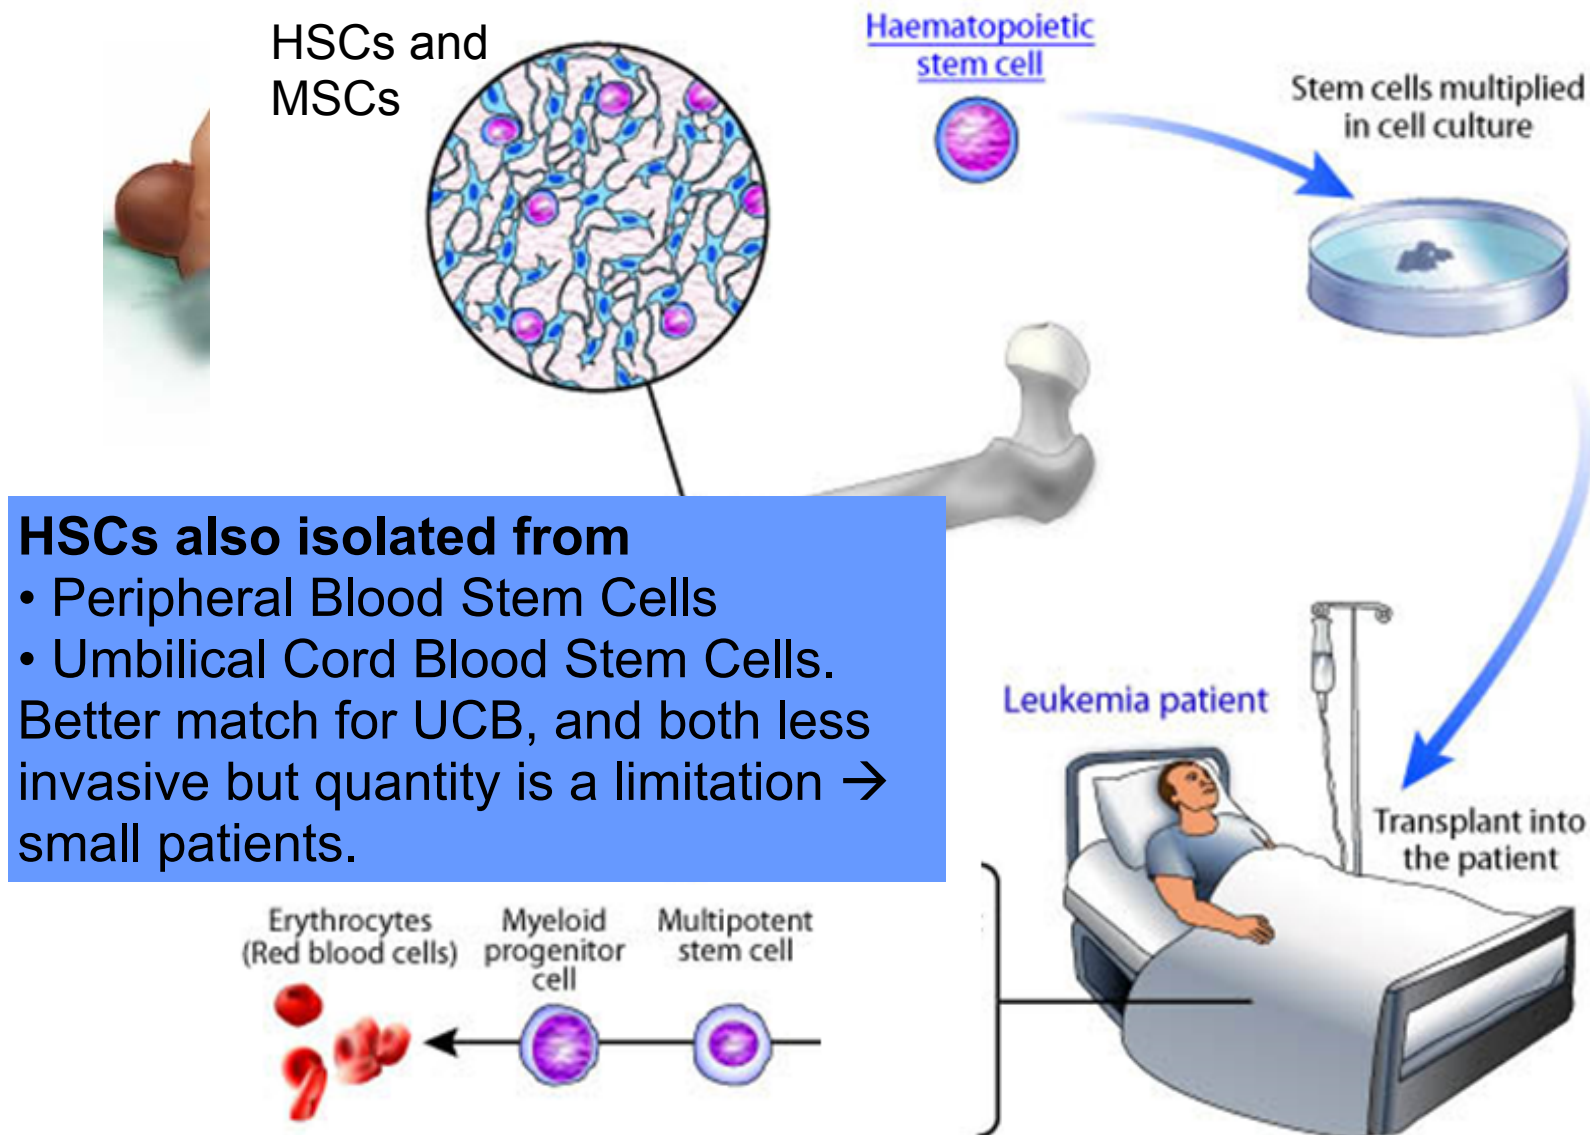 HSCs and
MSCs
Haematopoietic
stem cell
Stem cells multiplied
in cell culture
HSCs also isolated from
• Peripheral Blood Stem Cells
• Umbilical Cord Blood Stem Cells.
Better match for UCB, and both less
invasive but quantity is a limitation →
small patients.
Leukemia patient
Transplant into
the patient
Erythrocytes
(Red blood cells)
Myeloid
progenitor
cell
Multipotent
stem cell